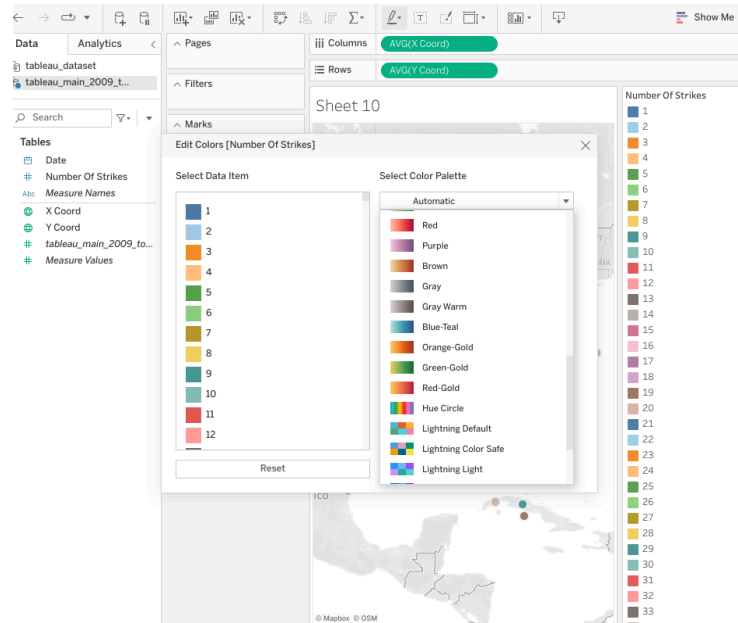 Show Me
Data
Analytics
tableau_dataset
tableau_main_2009_t...
Search
Tables
Date
Number Of Strikes
Abc
Measure Names
X Coord
Y Coord
tableau_main_2009_to...
Measure Values
Pages
Filters
Marks
iii Columns
AVG(X Coord)
Rows
AVG(Y Coord)
Sheet 10
Edit Colors [Number Of Strikes]
Select Data Item
1
2
3
4
5
6
7
8
9
10
11
12
Reset
Select Color Palette
Automatic
Red
Purple
Brown
Gray
Gray Warm
Blue-Teal
Orange-Gold
Green-Gold
Red-Gold
Hue Circle
Lightning Default
Lightning Color Safe
Lightning Light
MA
ICO
© Mapbox © OSM
Number Of Strikes
1
2
3
4
5
6
7
8
9
10
11
12
13
14
15
16
17
18
19
20
21
22
23
24
25
26
27
28
29
30
31
32
33